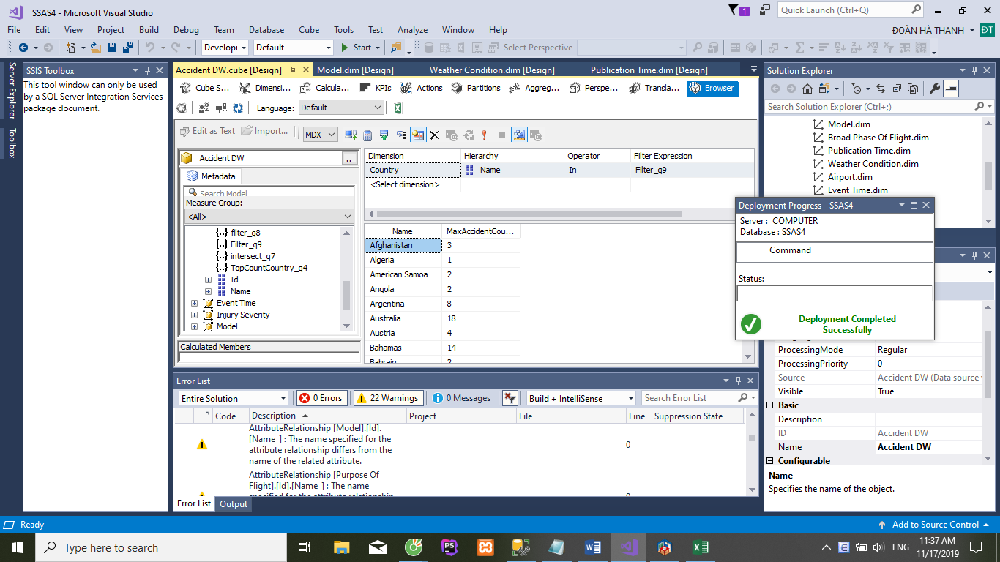 SSAS4 - Microsoft Visual Studio
1
Quick Launch (Ctrl+Q)
File Edit View Project Build Debug Team Database Cube Tools Test Analyze Window Help
ĐOÀN HÀ THANH
ĐT
Develop
Default
Start
Select Perspective
Server Explorer
Toolbox
SSIS Toolbox
This tool window can only be used
by a SQL Server Integration Services
package document.
Accident DW.cube [Design]
Model.dim [Design]
Weather Condition.dim [Design]
Publication Time.dim [Design]
Cube S...
Dimensi...
Calcula...
KPIs
Actions
Partitions
Aggreg...
Perspe...
Transla...
Browser
Language:
Default
Edit as Text
Import...
MDX
Accident DW
..
Metadata
Search Model
Measure Group:
<All>
filter_q8
Filter_q9
intersect_q7
TopCountCountry_q4
Id
Name
Event Time
Injury Severity
Model
Calculated Members
Dimension Hierarchy Operator Filter Expression
Country Name In Filter_q9
<Select dimension>
Name MaxAccidentCou...
Afghanistan 3
Algeria 1
American Samoa 2
Angola 2
Argentina 8
Australia 18
Austria 4
Bahamas 14
Bahrain 2
Error List
Entire Solution
0 Errors
22 Warnings
0 Messages
Build + IntelliSense
Search Error List
Code Description Project File Line Suppression State
AttributeRelationship [Model].[Id].
[Name_] : The name specified for the
attribute relationship differs from the
name of the related attribute.
0
AttributeRelationship [Purpose Of
Flight].[Id].[Name_] : The name
specified for the attribute relationship
0
Error List
Output
Solution Explorer
Search Solution Explorer (Ctrl+;)
Model.dim
Broad Phase Of Flight.dim
Publication Time.dim
Weather Condition.dim
Airport.dim
Event Time.dim
Deployment Progress - SSAS4
Server : COMPUTER
Database : SSAS4
Command
Status:
Deployment Completed
Successfully
ProcessingMode Regular
ProcessingPriority 0
Source Accident DW (Data source
Visible True
Basic
Description
ID Accident DW
Name Accident DW
Configurable
Name
Specifies the name of the object.
Ready
Add to Source Control
Type here to search
ENG
11:37 AM
11/17/2019